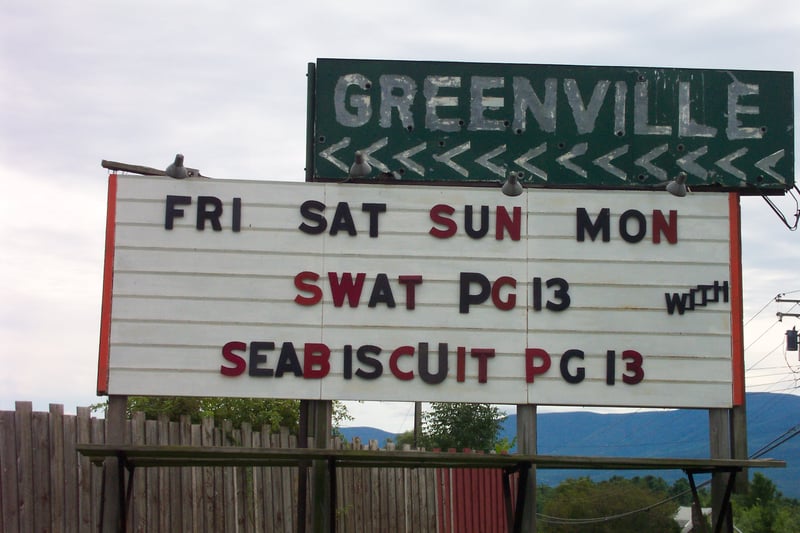 GREENVILLE
FRI SAT SUN MON
SWAT PG 13 WITH
SEABISCUIT PG 13